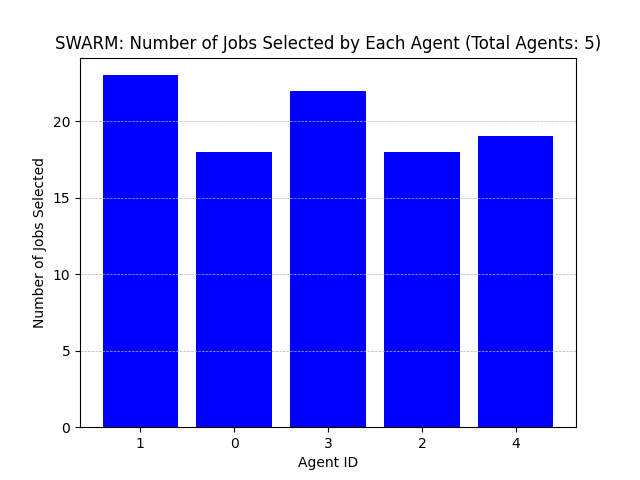 SWARM: Number of Jobs Selected by Each Agent (Total Agents: 5)
Number of Jobs Selected
20
15
10
5
0
1 0 3 2 4
Agent ID